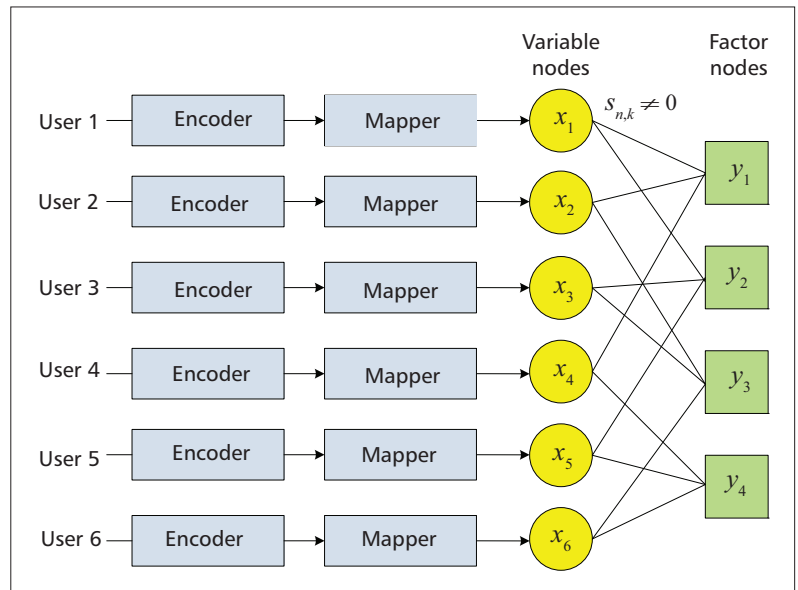 Variable
nodes
Factor
nodes
User 1 Encoder Mapper x₁ sₙ,ₖ ≠ 0
y₁
User 2 Encoder Mapper x₂
y₂
User 3 Encoder Mapper x₃
y₃
User 4 Encoder Mapper x₄
User 5 Encoder Mapper x₅
y₄
User 6 Encoder Mapper x₆